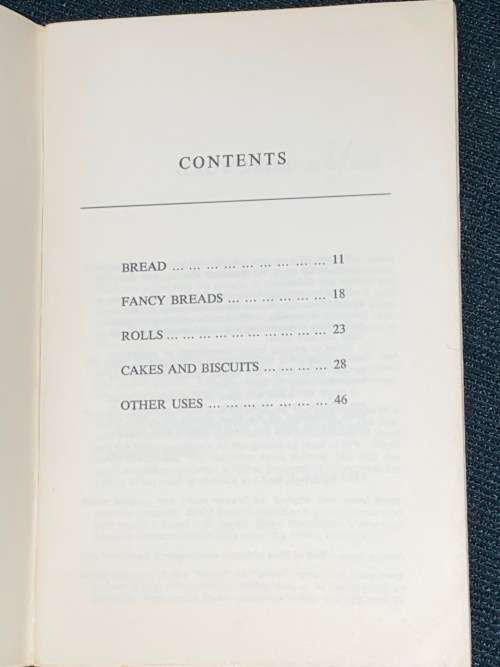 CONTENTS
BREAD ... ... ... ... ... ... ... ... ... 11
FANCY BREADS ... ... ... ... ... ... 18
ROLLS ... ... ... ... ... ... ... ... ... ... 23
CAKES AND BISCUITS ... ... ... ... 28
OTHER USES ... ... ... ... ... ... ... 46